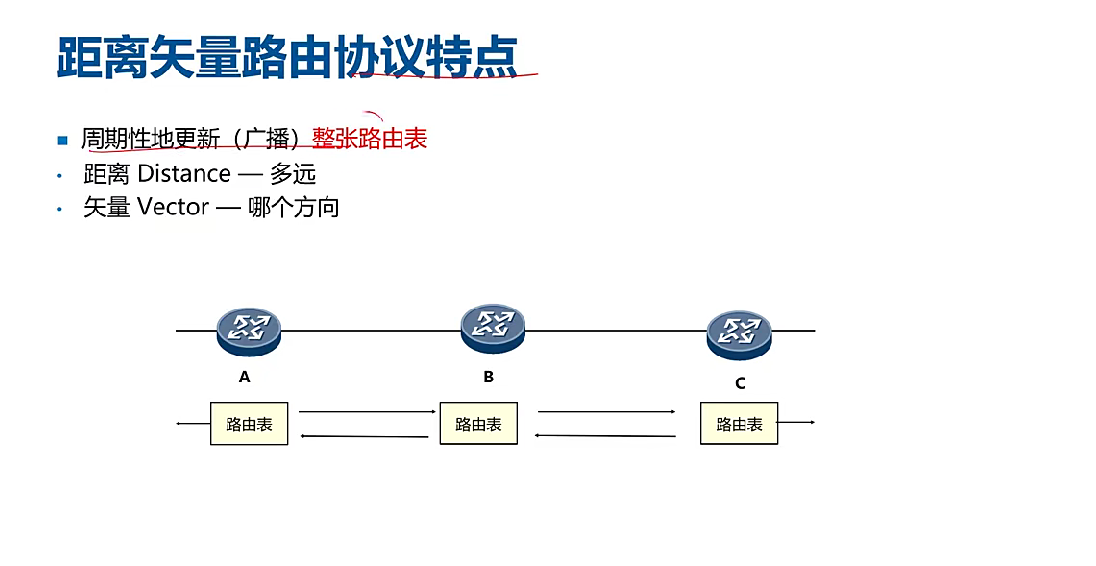 距离矢量路由协议特点
周期性地更新（广播）整张路由表
距离 Distance — 多远
矢量 Vector — 哪个方向
A
B
C
路由表
路由表
路由表